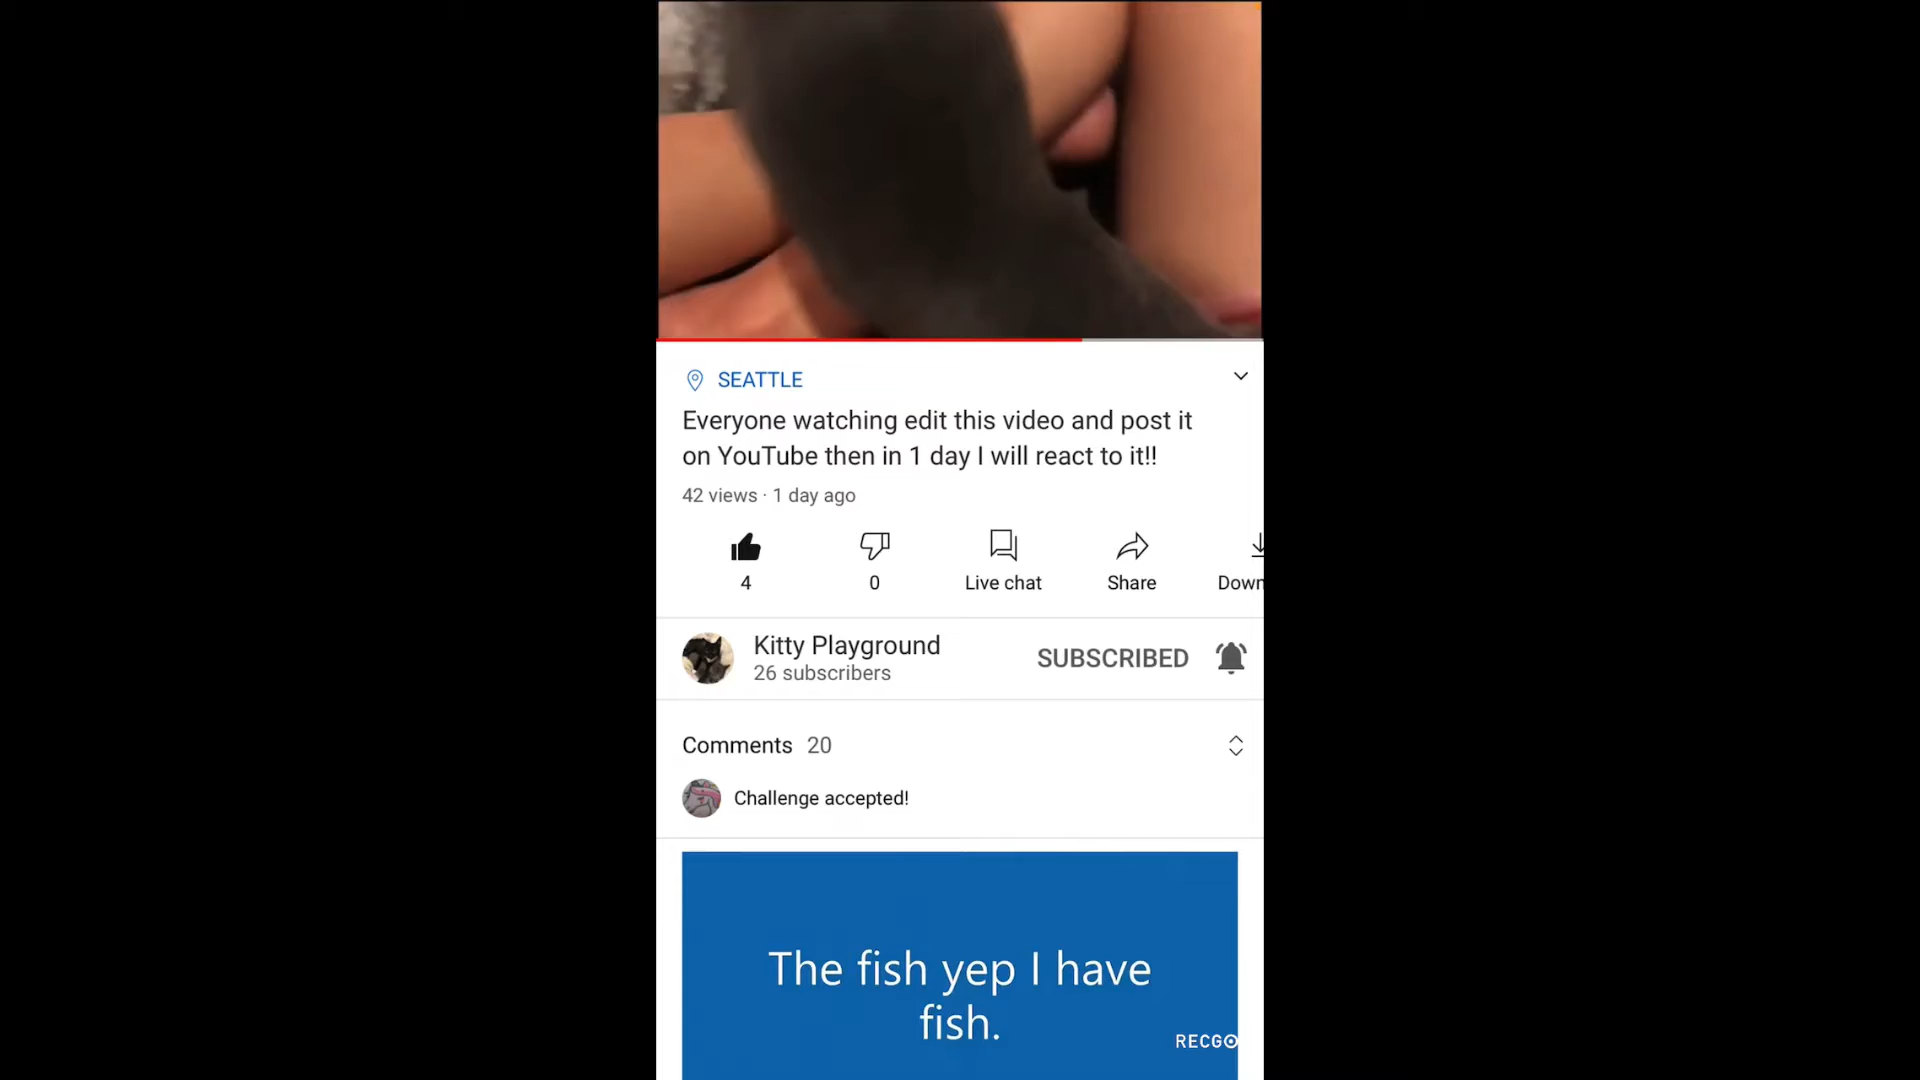 SEATTLE
Everyone watching edit this video and post it
on YouTube then in 1 day I will react to it!!
42 views · 1 day ago
4
0
Live chat
Share
Down
Kitty Playground
26 subscribers
SUBSCRIBED
Comments 20
Challenge accepted!
The fish yep I have
fish.
RECGO